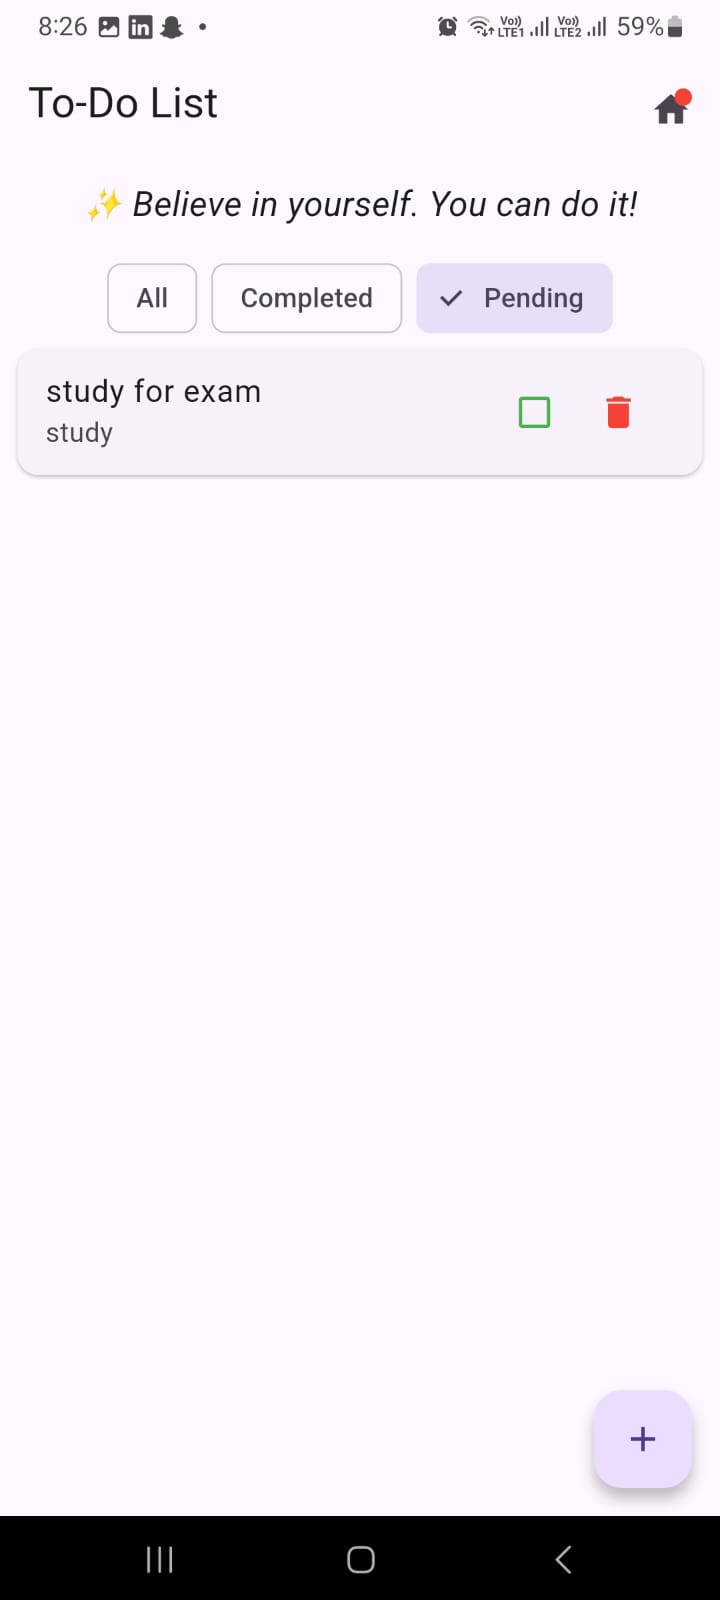 8:26 in Vo)) LTE1 Vo)) LTE2 59%
To-Do List
✨ Believe in yourself. You can do it!
All Completed Pending
study for exam
study